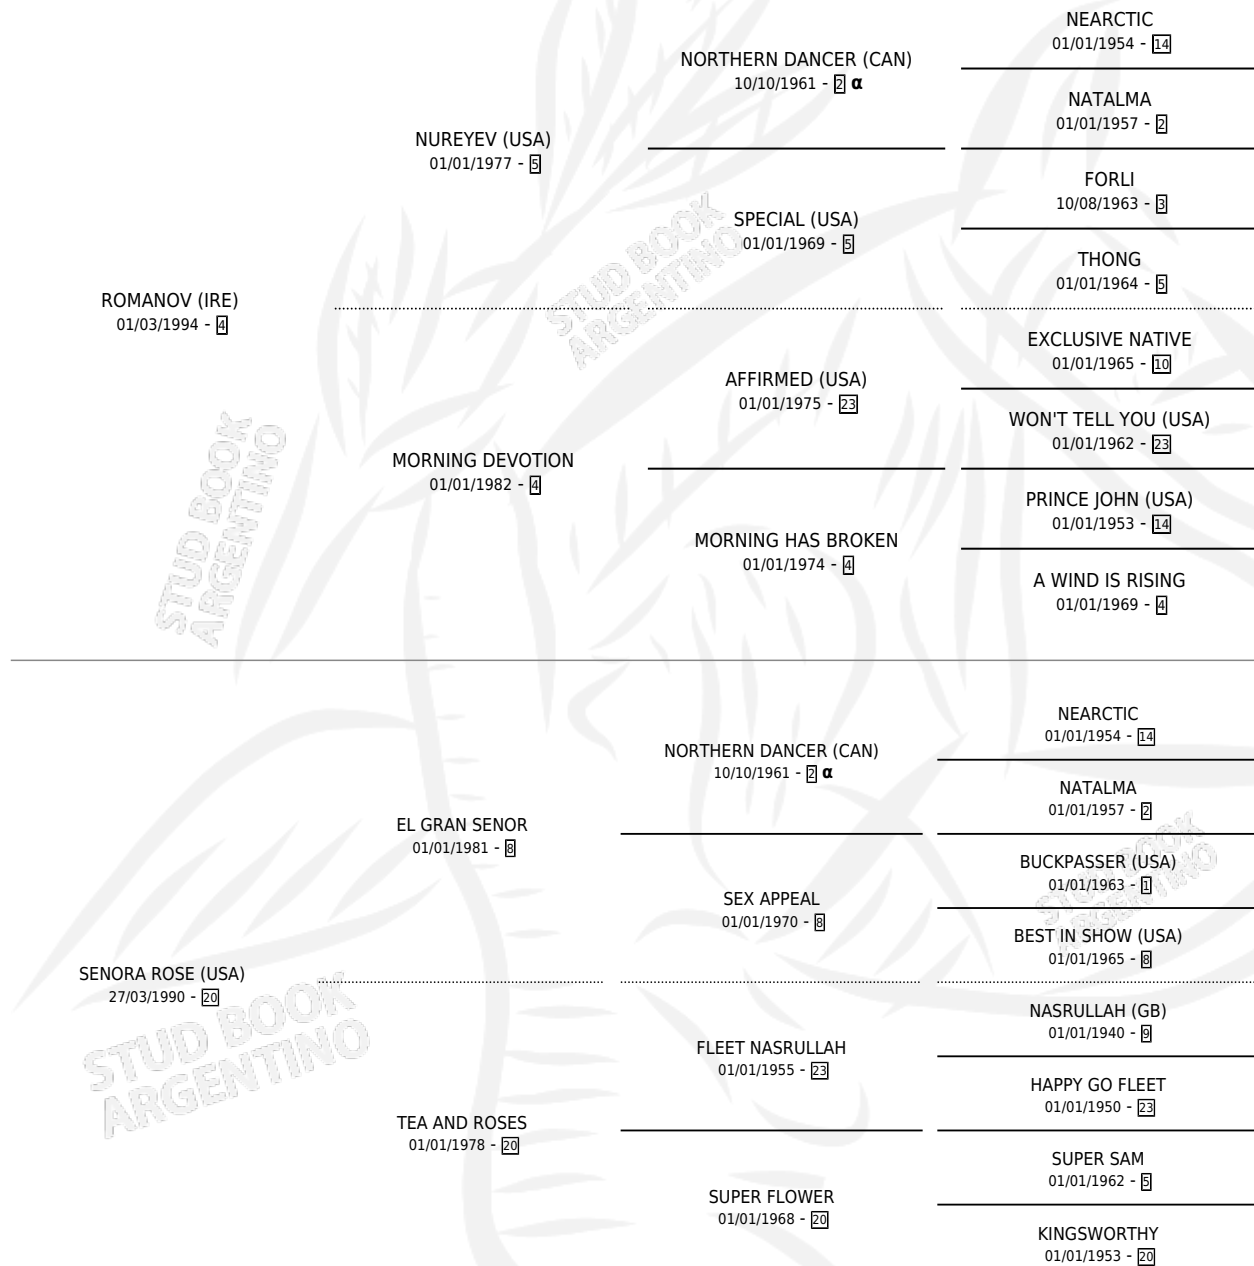 NEARCTIC
01/01/1954 - 14
NORTHERN DANCER (CAN)
10/10/1961 - 2 α
NATALMA
01/01/1957 - 2
NUREYEV (USA)
01/01/1977 - 5
FORLI
10/08/1963 - 3
SPECIAL (USA)
01/01/1969 - 5
THONG
01/01/1964 - 5
ROMANOV (IRE)
01/03/1994 - 4
EXCLUSIVE NATIVE
01/01/1965 - 10
AFFIRMED (USA)
01/01/1975 - 23
WON'T TELL YOU (USA)
01/01/1962 - 23
MORNING DEVOTION
01/01/1982 - 4
PRINCE JOHN (USA)
01/01/1953 - 14
MORNING HAS BROKEN
01/01/1974 - 4
A WIND IS RISING
01/01/1969 - 4
NEARCTIC
01/01/1954 - 14
NORTHERN DANCER (CAN)
10/10/1961 - 2 α
NATALMA
01/01/1957 - 2
EL GRAN SENOR
01/01/1981 - 8
BUCKPASSER (USA)
01/01/1963 - 1
SEX APPEAL
01/01/1970 - 8
BEST IN SHOW (USA)
01/01/1965 - 8
SENORA ROSE (USA)
27/03/1990 - 20
NASRULLAH (GB)
01/01/1940 - 9
FLEET NASRULLAH
01/01/1955 - 23
HAPPY GO FLEET
01/01/1950 - 23
TEA AND ROSES
01/01/1978 - 20
SUPER SAM
01/01/1962 - 5
SUPER FLOWER
01/01/1968 - 20
KINGSWORTHY
01/01/1953 - 20
STUD BOOK
ARGENTINO
STUD BOOK
ARGENTINO
STUD BOOK
ARGENTINO
STUD BOOK
ARGENTINO